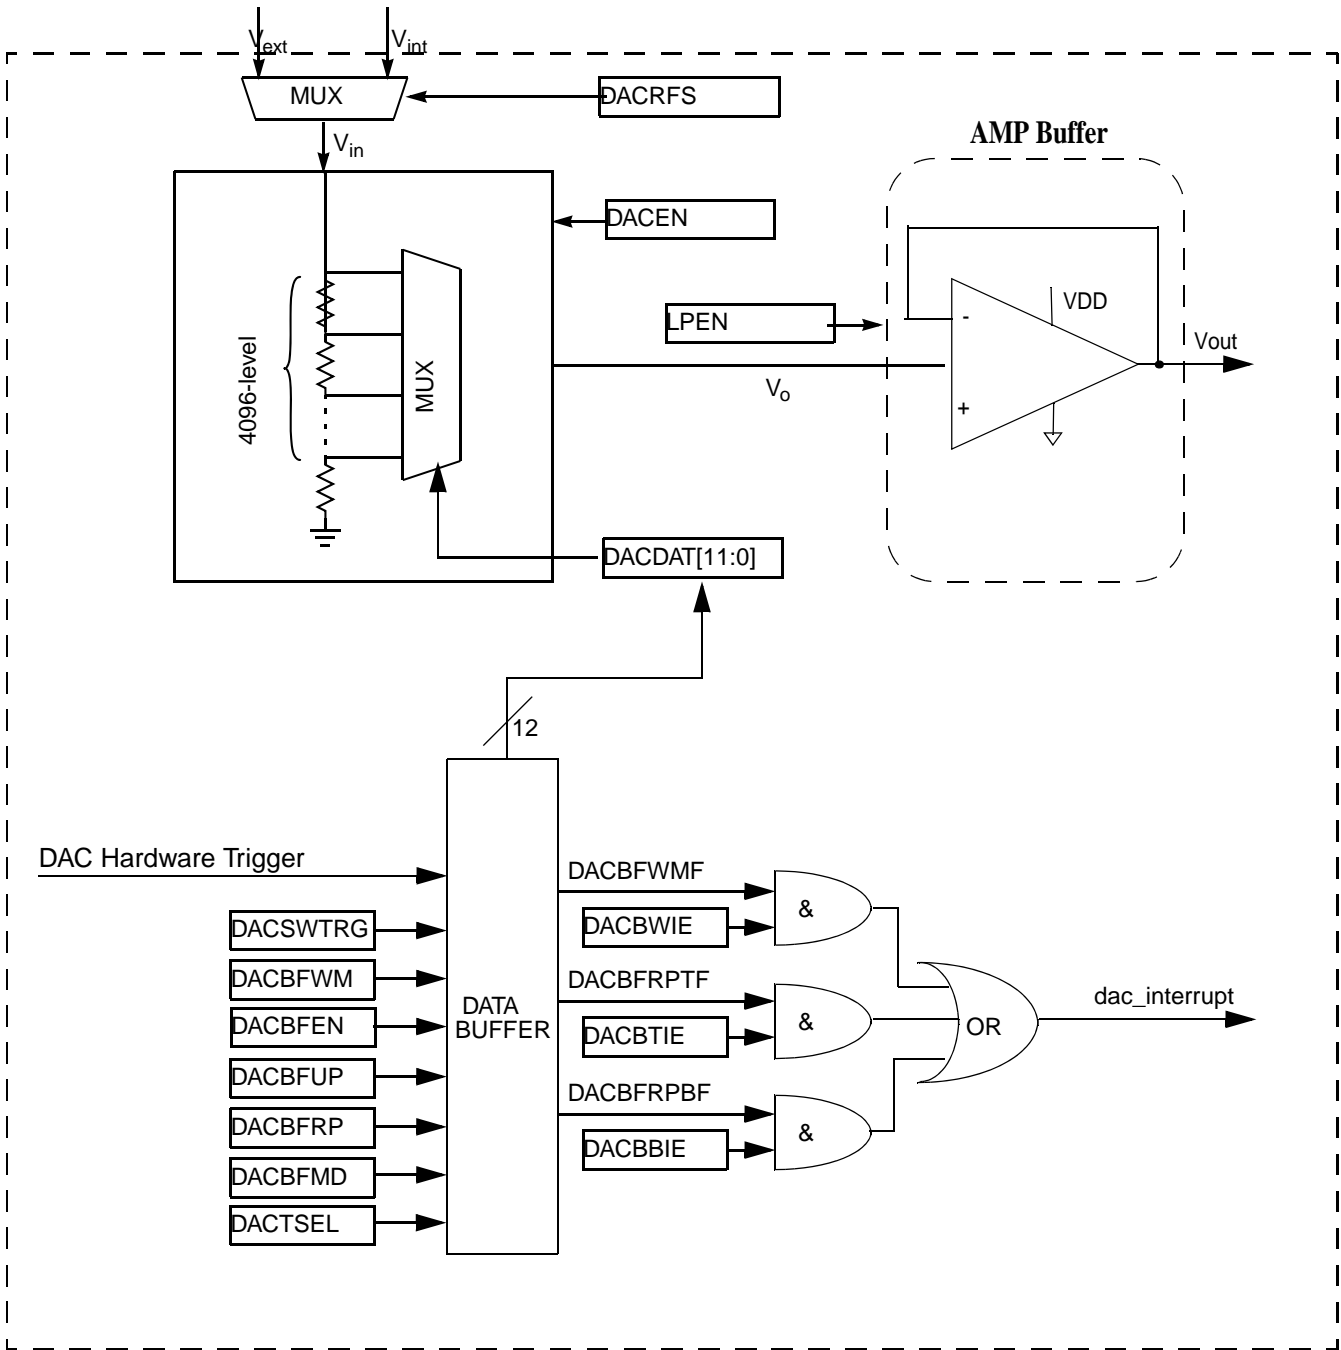 Vext
Vint
MUX
DACRFS
Vin
AMP Buffer
DACEN
LPEN
VDD
-
Vout
4096-level
MUX
Vo
+
DACDAT[11:0]
12
DAC Hardware Trigger
DACSWTRG
DACBFWM
DACBFEN
DACBFUP
DACBFRP
DACBFMD
DACTSEL
DATA
BUFFER
DACBFWMF
DACBWIE
&
DACBFRPTF
DACBTIE
&
DACBFRPBF
DACBBIE
&
OR
dac_interrupt